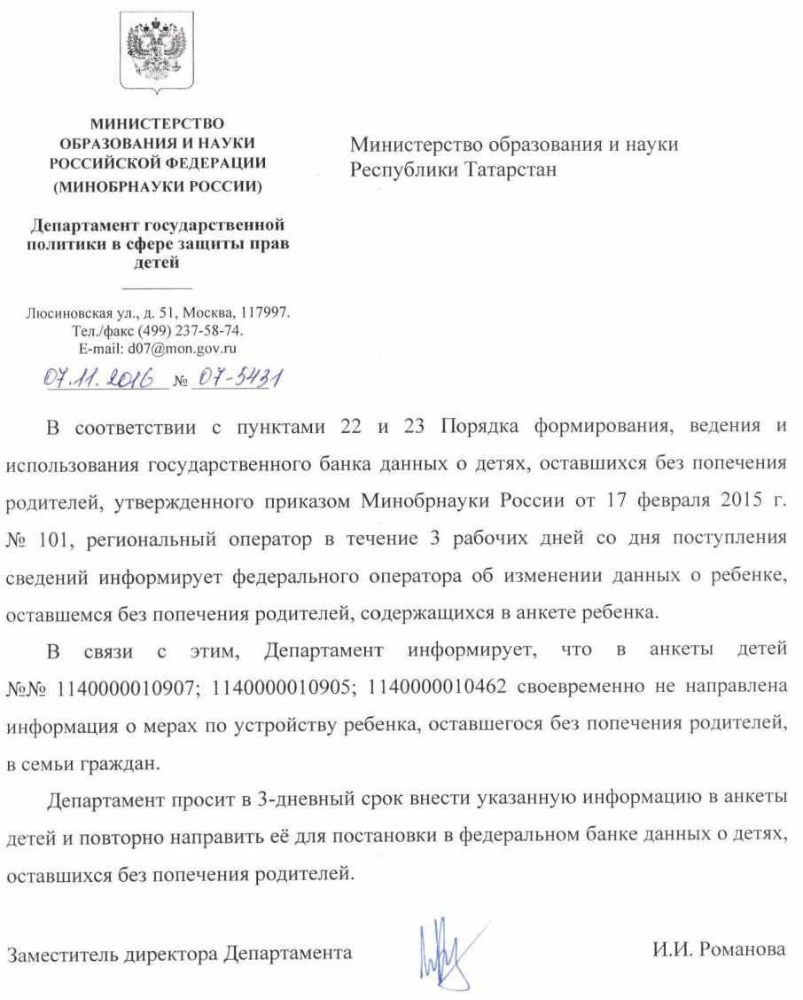 МИНИСТЕРСТВО
ОБРАЗОВАНИЯ И НАУКИ
РОССИЙСКОЙ ФЕДЕРАЦИИ
(МИНОБРНАУКИ РОССИИ)
Департамент государственной
политики в сфере защиты прав
детей
Люсиновская ул., д. 51, Москва, 117997.
Тел./факс (499) 237-58-74.
E-mail: d07@mon.gov.ru
07.11.2016 № 07-5431
Министерство образования и науки
Республики Татарстан
В соответствии с пунктами 22 и 23 Порядка формирования, ведения и
использования государственного банка данных о детях, оставшихся без попечения
родителей, утвержденного приказом Минобрнауки России от 17 февраля 2015 г.
№ 101, региональный оператор в течение 3 рабочих дней со дня поступления
сведений информирует федерального оператора об изменении данных о ребенке,
оставшемся без попечения родителей, содержащихся в анкете ребенка.
В связи с этим, Департамент информирует, что в анкеты детей
№№ 1140000010907; 1140000010905; 1140000010462 своевременно не направлена
информация о мерах по устройству ребенка, оставшегося без попечения родителей,
в семьи граждан.
Департамент просит в 3-дневный срок внести указанную информацию в анкеты
детей и повторно направить её для постановки в федеральном банке данных о детях,
оставшихся без попечения родителей.
Заместитель директора Департамента
И.И. Романова